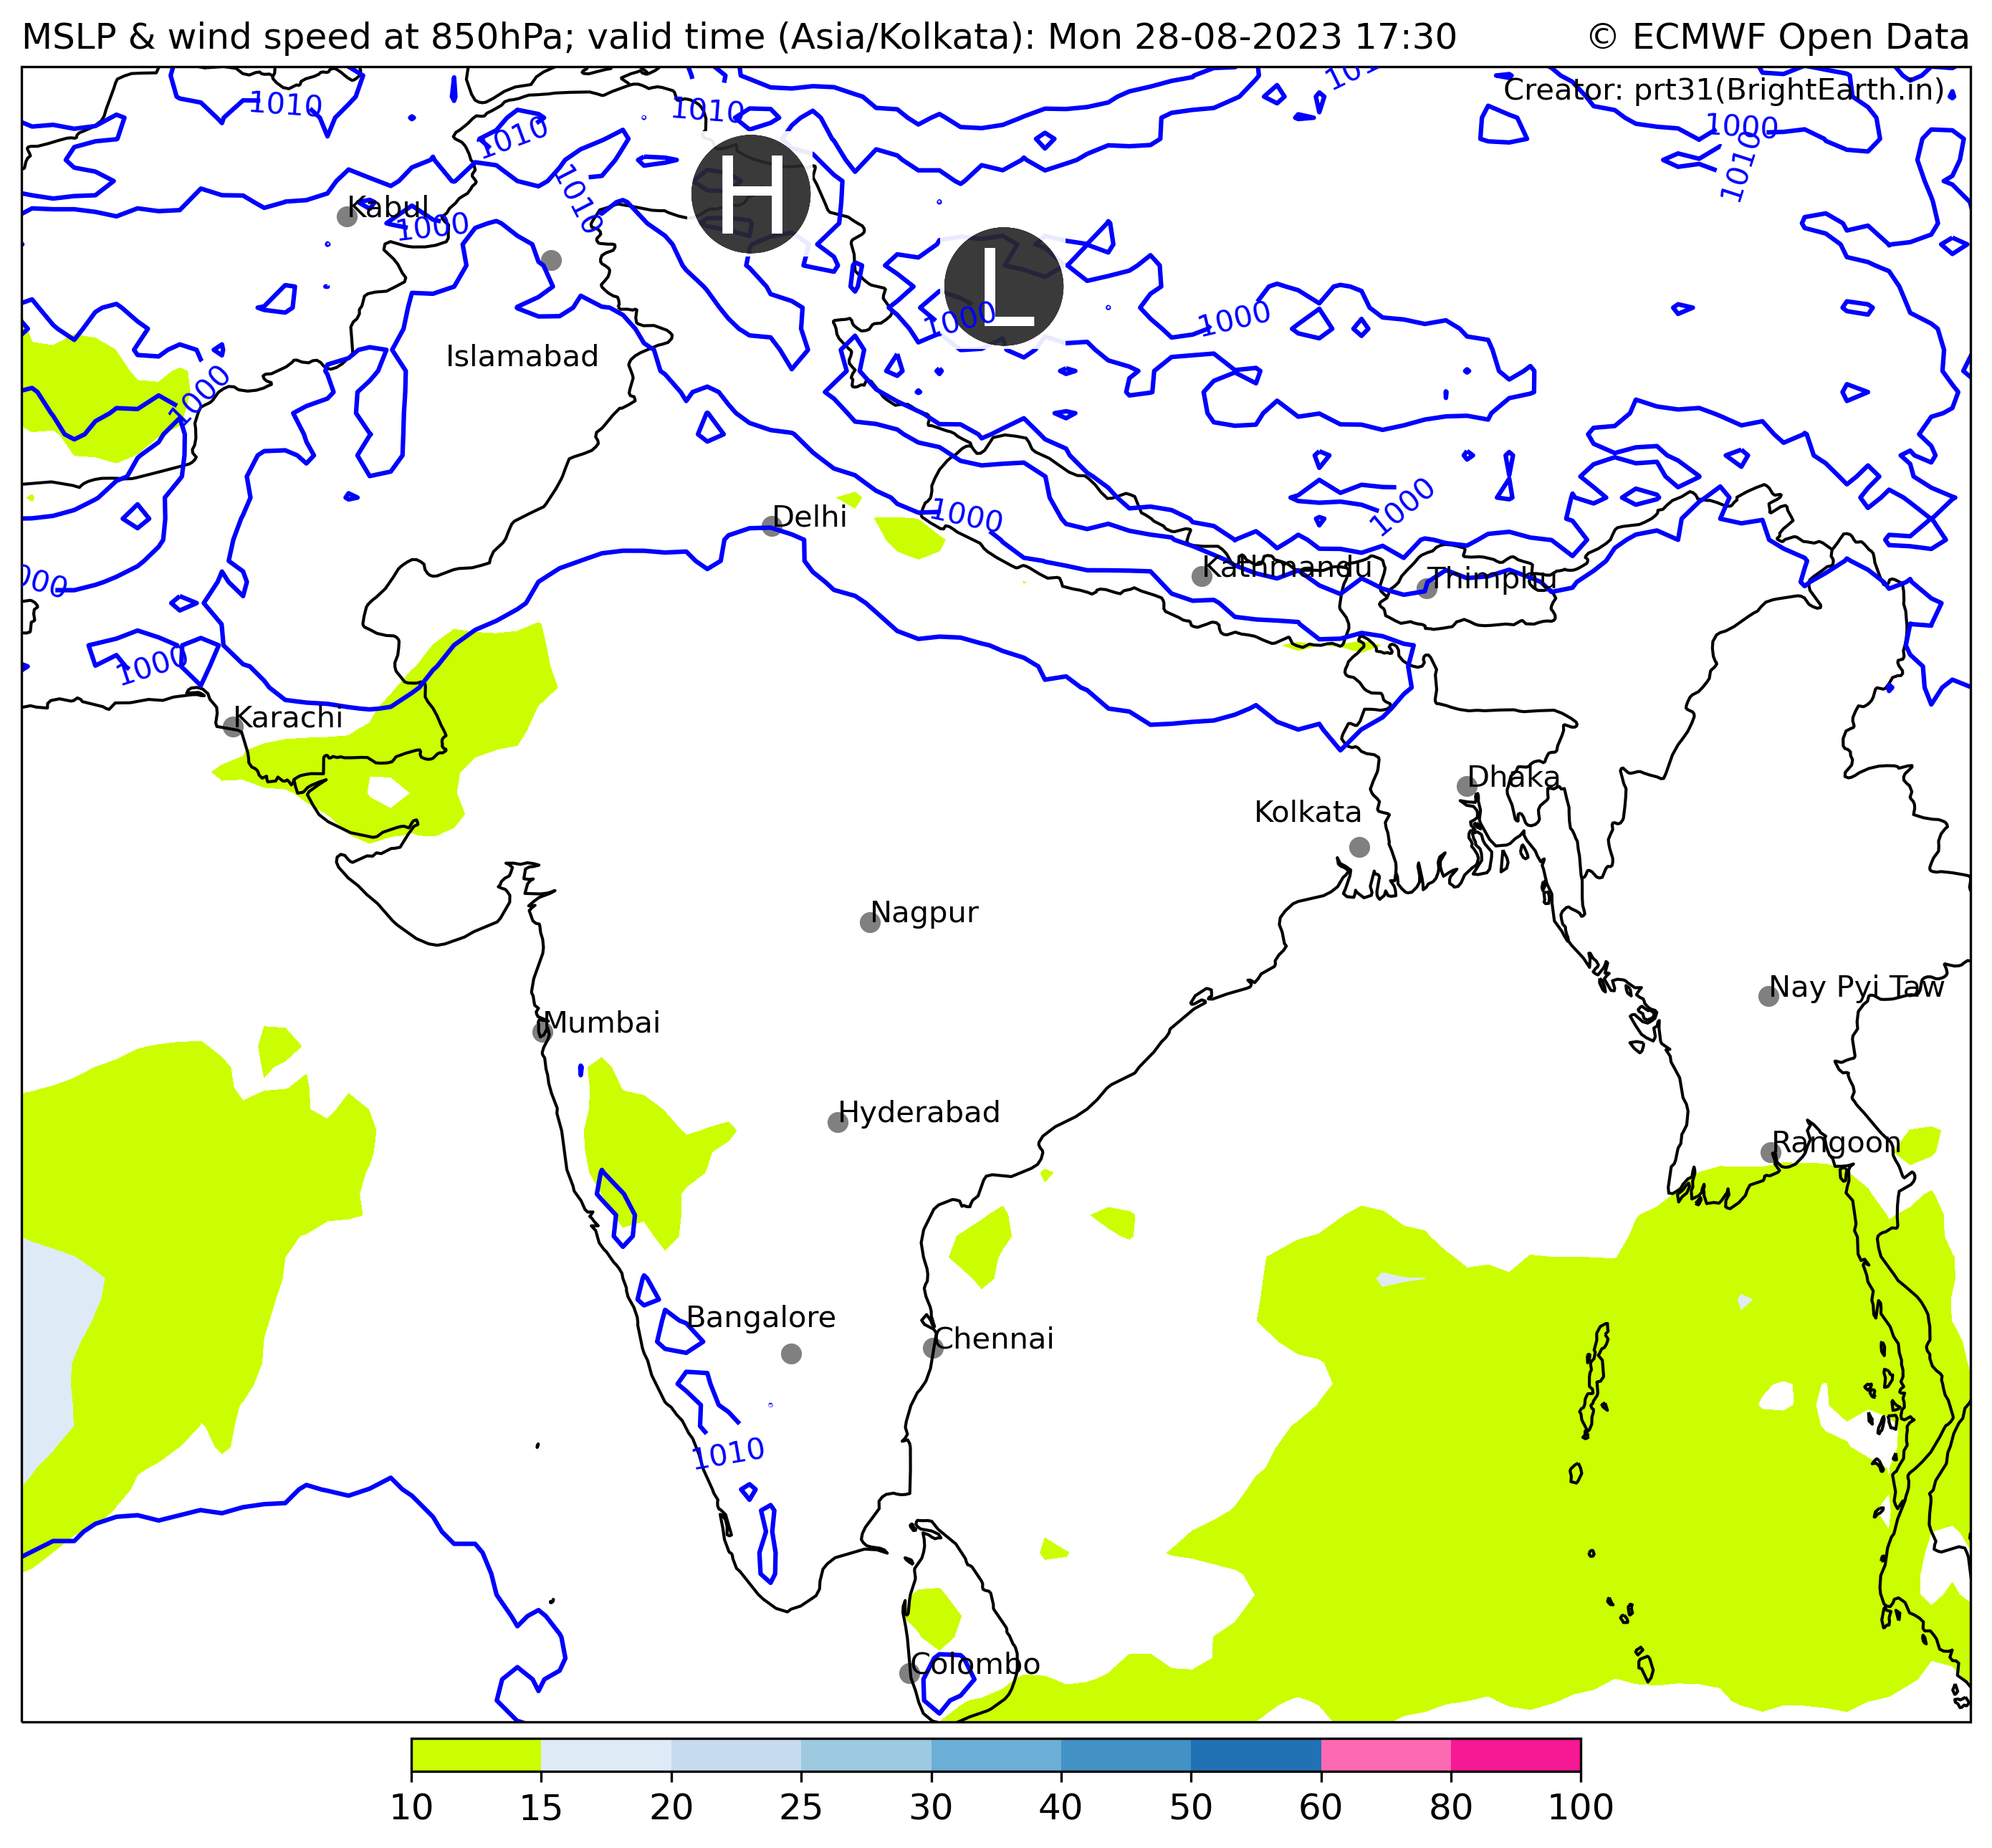 MSLP & wind speed at 850hPa; valid time (Asia/Kolkata): Mon 28-08-2023 17:30
© ECMWF Open Data
Creator: prt31(BrightEarth.in)
1010
1010
1010
1000
1010
1010
H
Kabul
1000
L
1000
1000
Islamabad
1000
Delhi
1000
1000
Kathmandu
Thimphu
1000
Karachi
Dhaka
Kolkata
Nagpur
Nay Pyi Taw
Mumbai
Hyderabad
Rangoon
Bangalore
Chennai
1010
Colombo
10 15 20 25 30 40 50 60 80 100